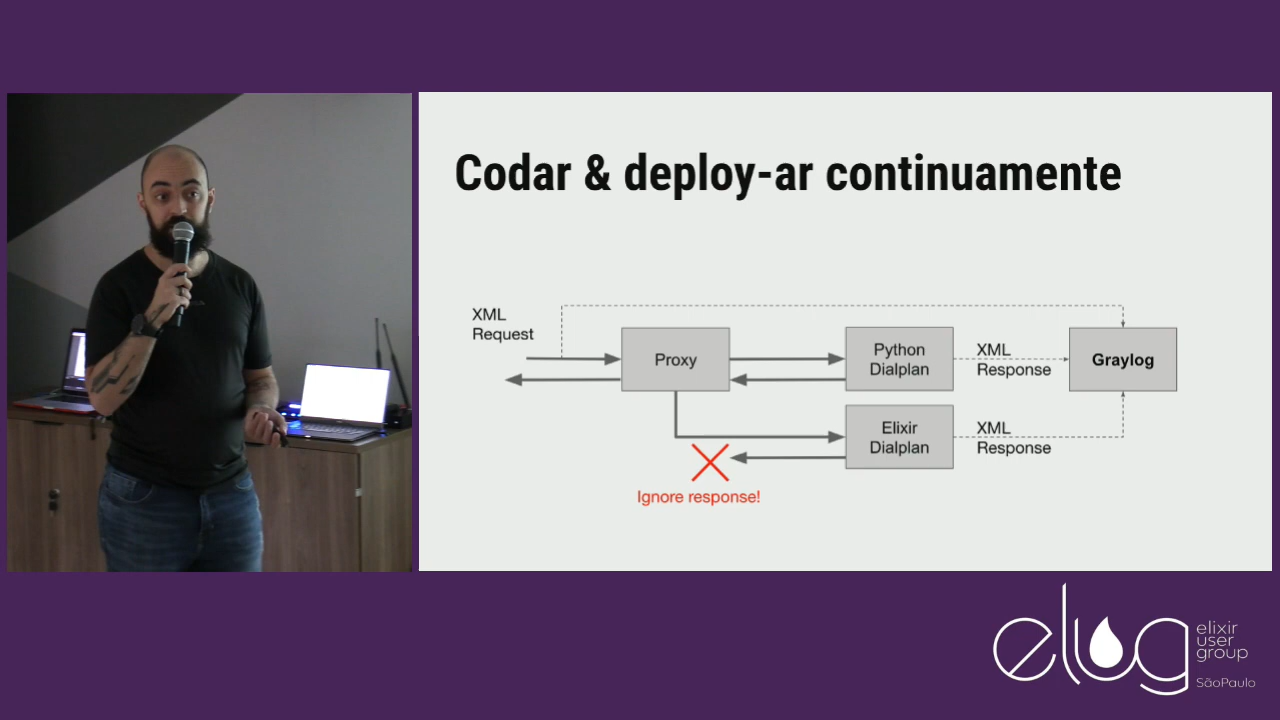 Codar & deploy-ar continuamente
XML
Request
Proxy
Python
Dialplan
XML
Response
Graylog
Elixir
Dialplan
XML
Response
Ignore response!
elug
elixir
user
group
SãoPaulo